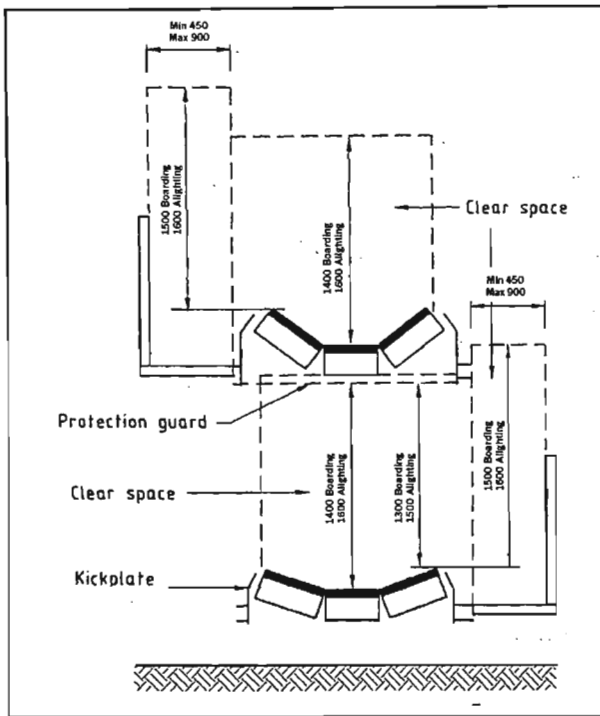 Min 450
Max 900
1500 Boarding
1600 Alighting
1400 Boarding
1600 Alighting
Clear space
Min 450
Max 900
Protection guard
Clear space
1400 Boarding
1600 Alighting
1300 Boarding
1500 Alighting
1500 Boarding
1600 Alighting
Kickplate